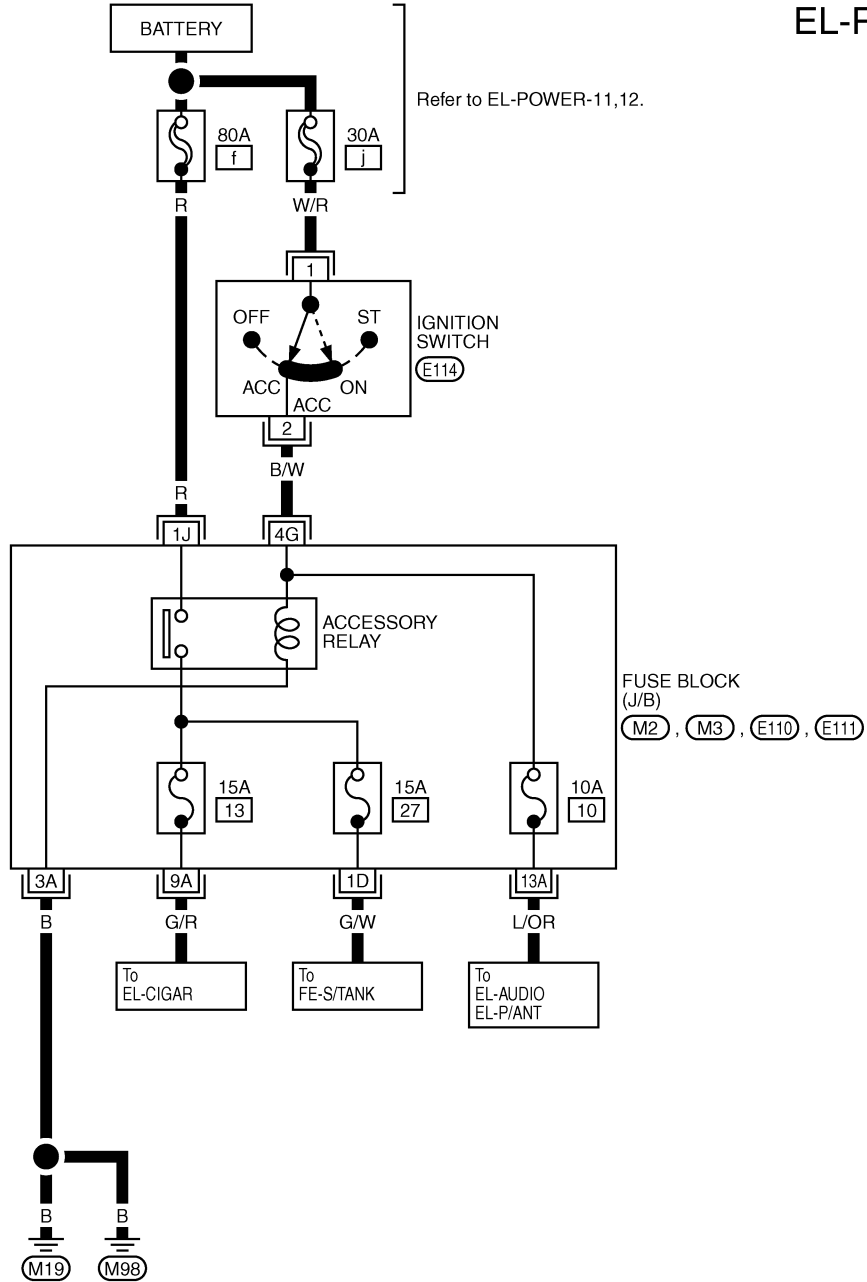 EL-P
BATTERY
Refer to EL-POWER-11,12.
80A
f
30A
j
R
W/R
1
OFF
ST
IGNITION
SWITCH
E114
ACC
ON
ACC
2
B/W
R
1J
4G
ACCESSORY
RELAY
FUSE BLOCK
(J/B)
M2 , M3 , E110 , E111
15A
13
15A
27
10A
10
3A
9A
1D
13A
B
G/R
G/W
L/OR
To
EL-CIGAR
To
FE-S/TANK
To
EL-AUDIO
EL-P/ANT
B
B
M19
M98